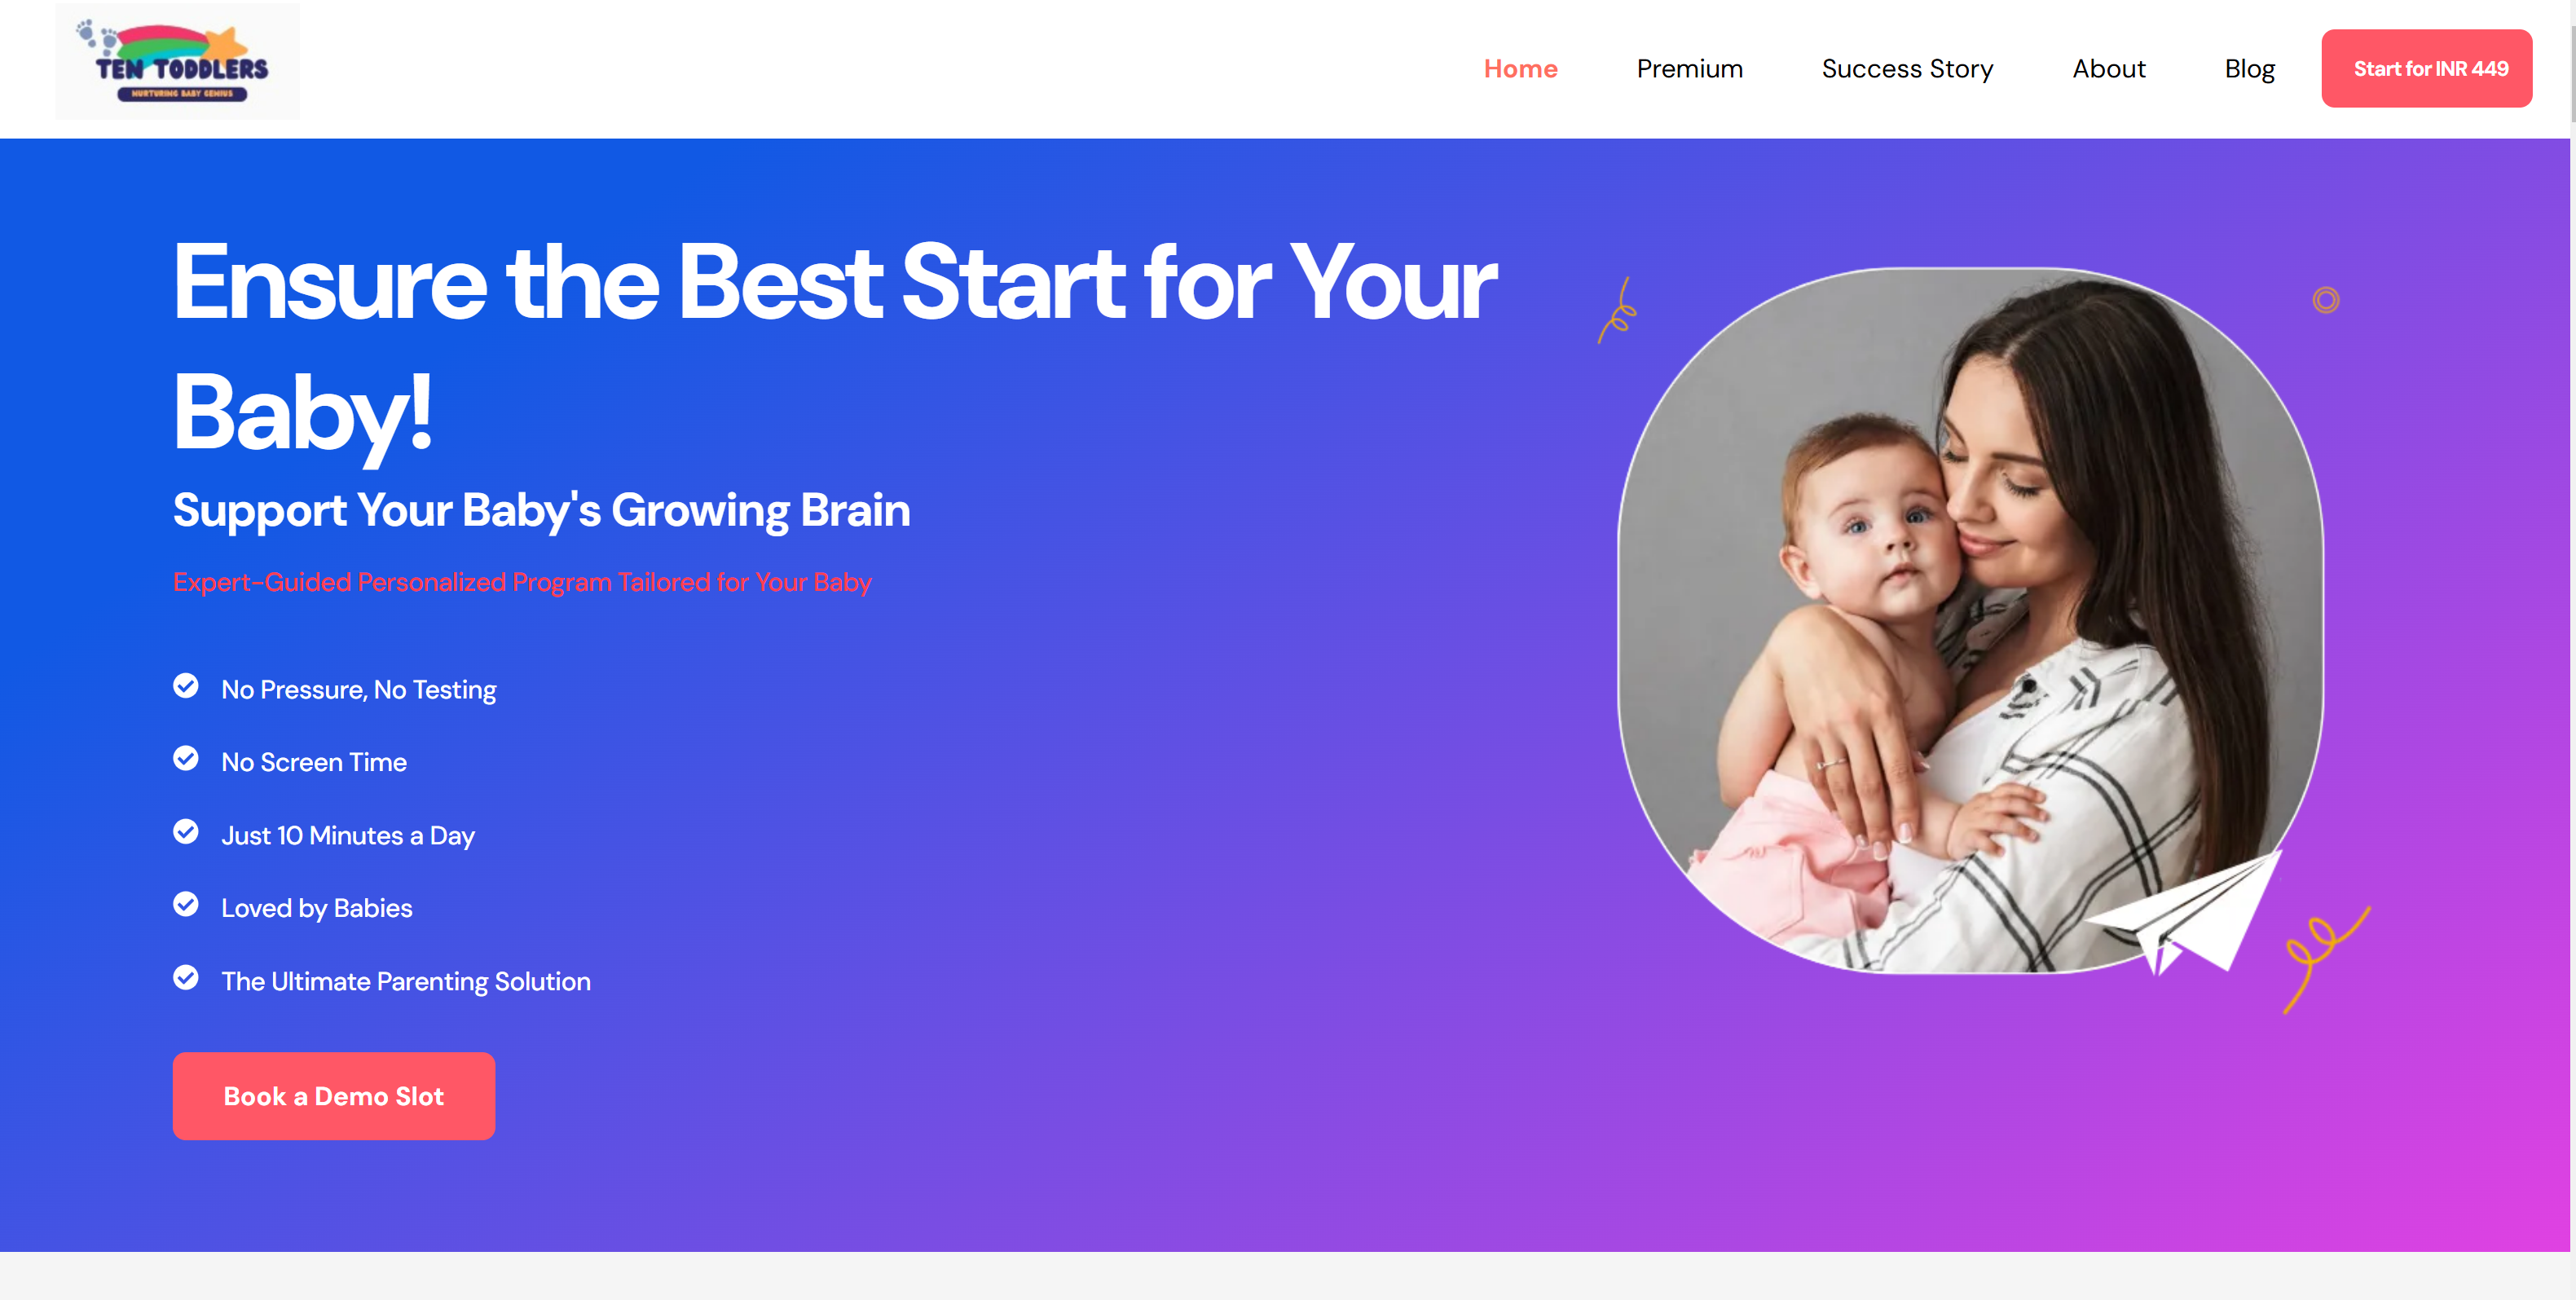 TEN TODDLERS
NURTURING BABY GENIUS
Home
Premium
Success Story
About
Blog
Start for INR 449
Ensure the Best Start for Your
Baby!
Support Your Baby's Growing Brain
Expert-Guided Personalized Program Tailored for Your Baby
No Pressure, No Testing
No Screen Time
Just 10 Minutes a Day
Loved by Babies
The Ultimate Parenting Solution
Book a Demo Slot